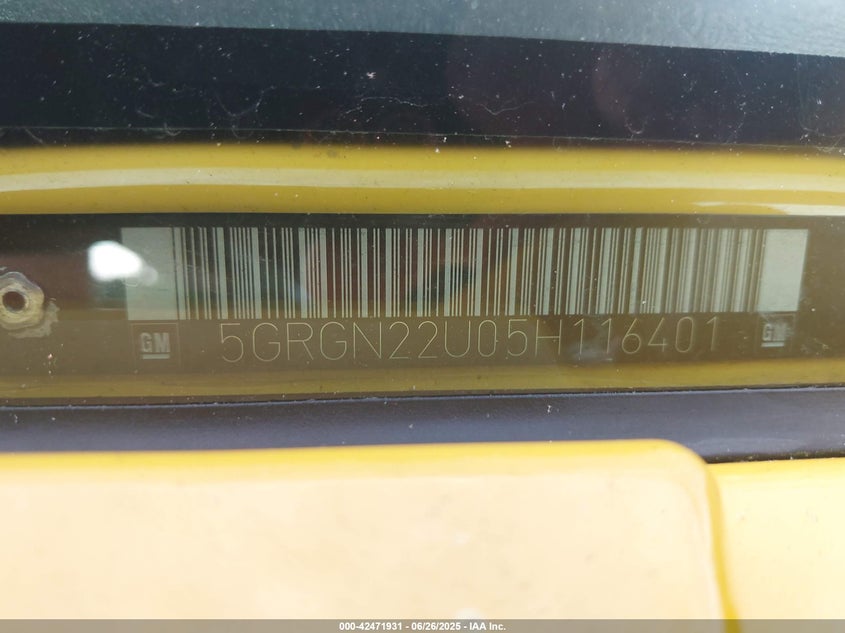 GM 5GRGN22U05H116401 GM
000-42471931 - 06/26/2025 - IAA Inc.